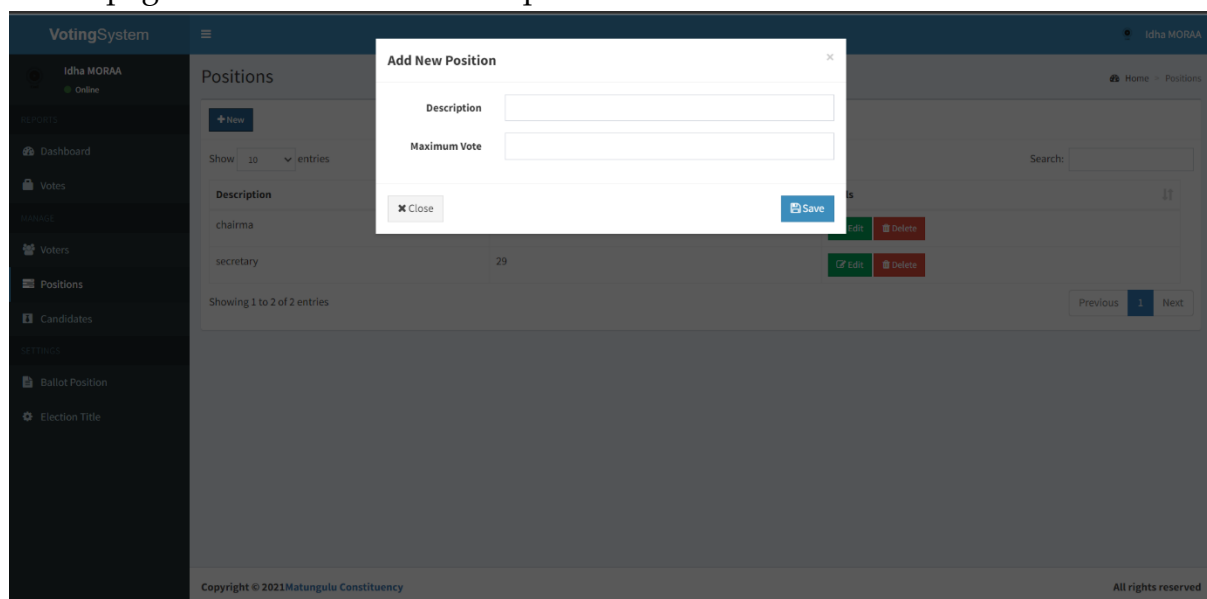 VotingSystem
Idha MORAA
Idha MORAA
Online
Positions
Home > Positions
Add New Position
×
Description
Maximum Vote
Close
Save
REPORTS
Dashboard
Votes
MANAGE
Voters
Positions
Candidates
SETTINGS
Ballot Position
Election Title
+New
Show 10 entries
Search:
Description
ls
chairma
Edit Delete
secretary 29 Edit Delete
Showing 1 to 2 of 2 entries
Previous 1 Next
Copyright © 2021Matungulu Constituency
All rights reserved